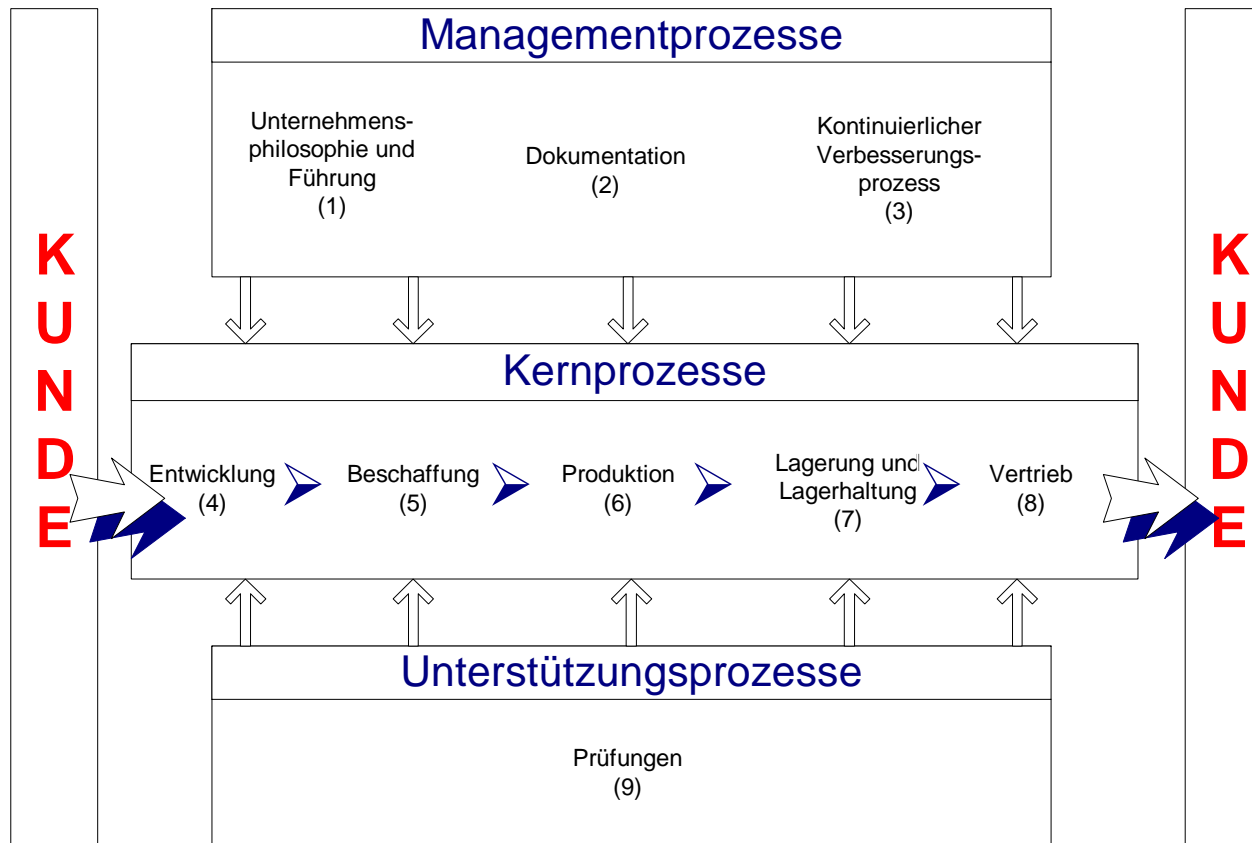 Managementprozesse
Unternehmens-
philosophie und
Führung
(1)
Dokumentation
(2)
Kontinuierlicher
Verbesserungs-
prozess
(3)
K
U
N
D
E
Kernprozesse
Entwicklung
(4)
Beschaffung
(5)
Produktion
(6)
Lagerung und
Lagerhaltung
(7)
Vertrieb
(8)
Unterstützungsprozesse
Prüfungen
(9)
K
U
N
D
E